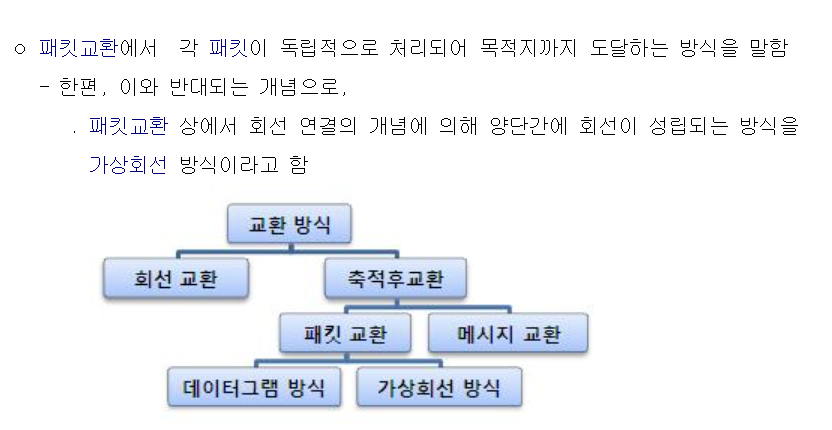 o 패킷교환에서 각 패킷이 독립적으로 처리되어 목적지까지 도달하는 방식을 말함
- 한편, 이와 반대되는 개념으로,
. 패킷교환 상에서 회선 연결의 개념에 의해 양단간에 회선이 성립되는 방식을
가상회선 방식이라고 함
교환 방식
회선 교환
축적후교환
패킷 교환
메시지 교환
데이터그램 방식
가상회선 방식